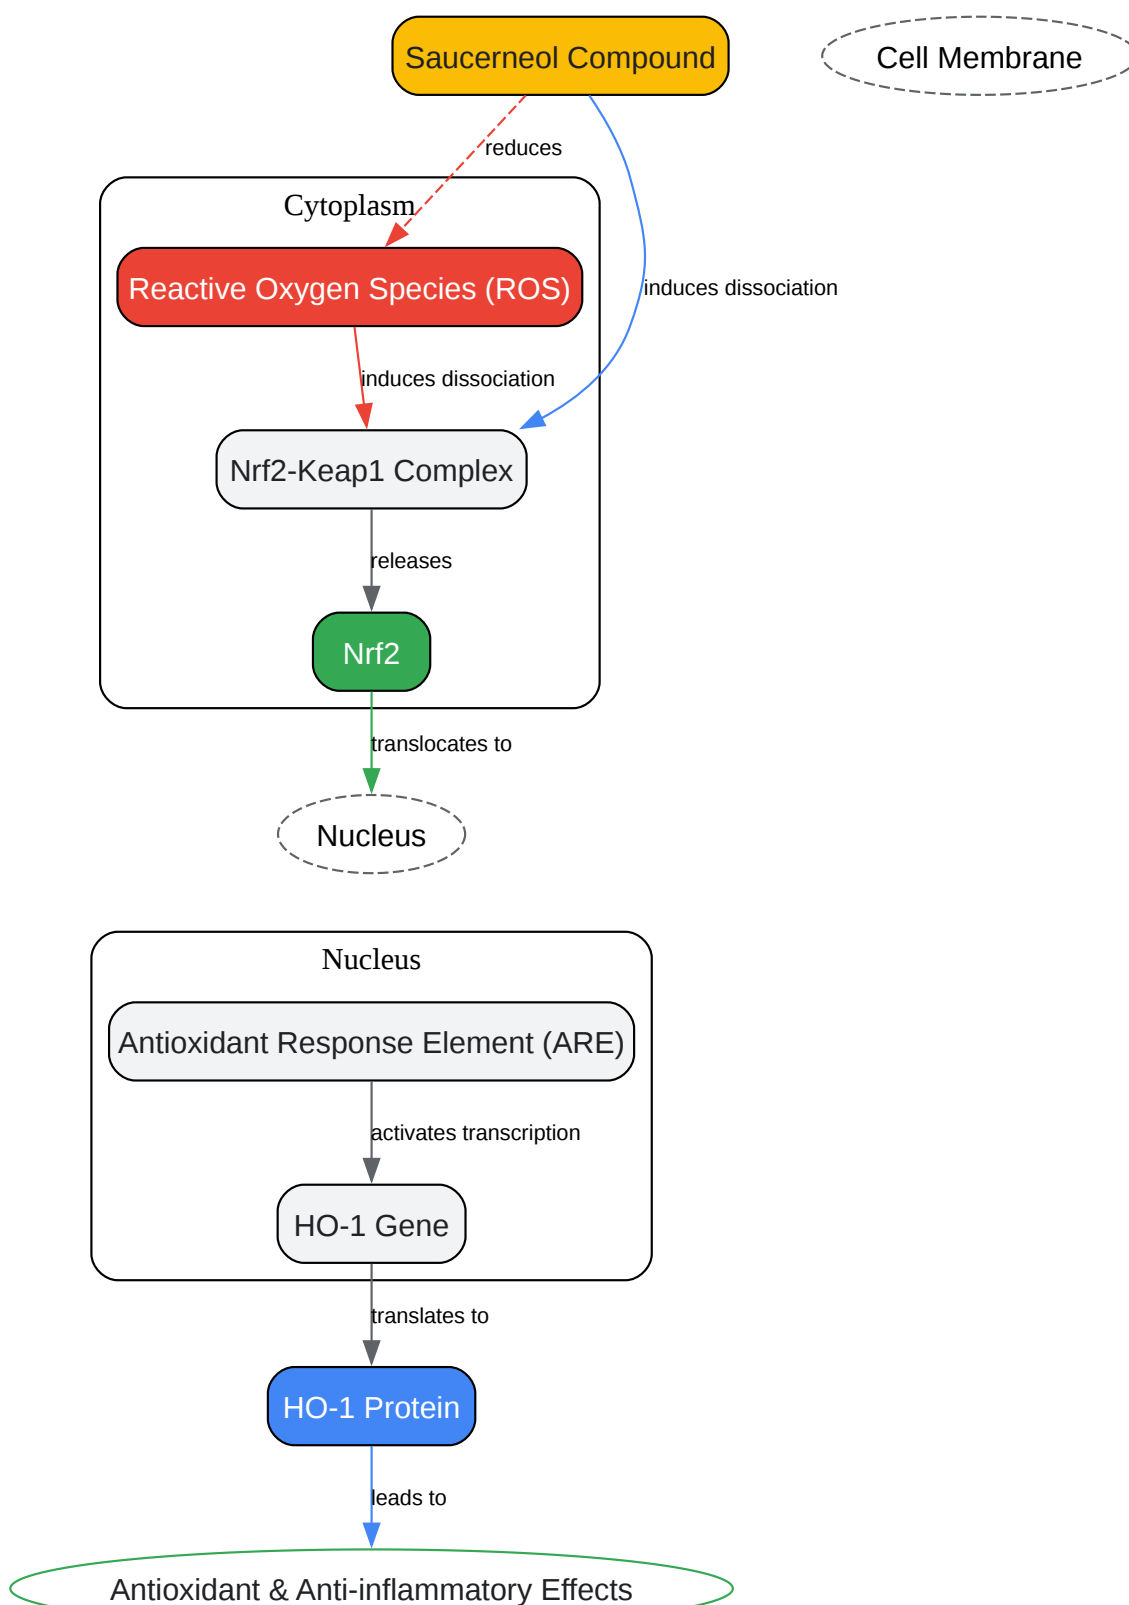 Saucerneol Compound
Cell Membrane
reduces
Cytoplasm
Reactive Oxygen Species (ROS)
induces dissociation
induces dissociation
Nrf2-Keap1 Complex
releases
Nrf2
translocates to
Nucleus
Nucleus
Antioxidant Response Element (ARE)
activates transcription
HO-1 Gene
translates to
HO-1 Protein
leads to
Antioxidant & Anti-inflammatory Effects